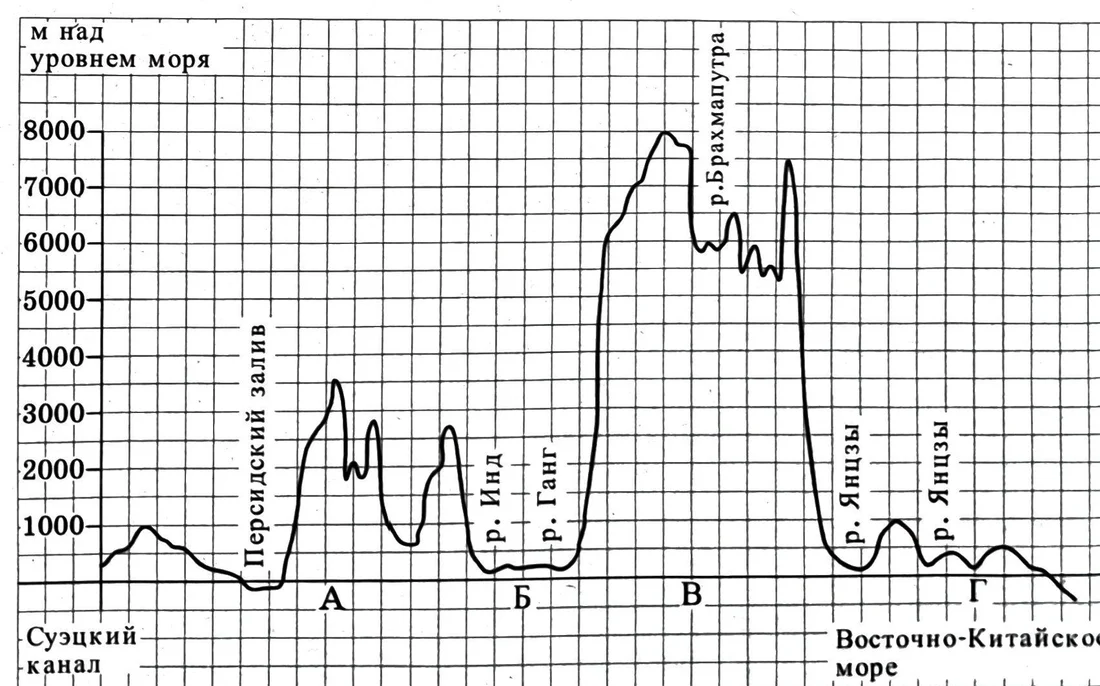 м над
уровнем моря
р.Брахмапутра
8000
7000
6000
5000
4000
3000
2000
1000
Персидский залив
р. Инд
р. Ганг
р. Янцзы
р. Янцзы
А
Б
В
Г
Суэцкий
канал
Восточно-Китайское
море